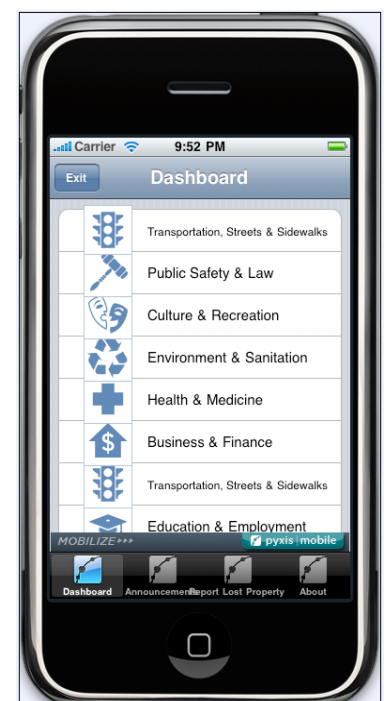 Carrier 9:52 PM
Exit Dashboard
Transportation, Streets & Sidewalks
Public Safety & Law
Culture & Recreation
Environment & Sanitation
Health & Medicine
$
Business & Finance
Transportation, Streets & Sidewalks
Education & Employment
MOBILIZE▸▸▸ pyxis|mobile
Dashboard Announcements Report Lost Property About